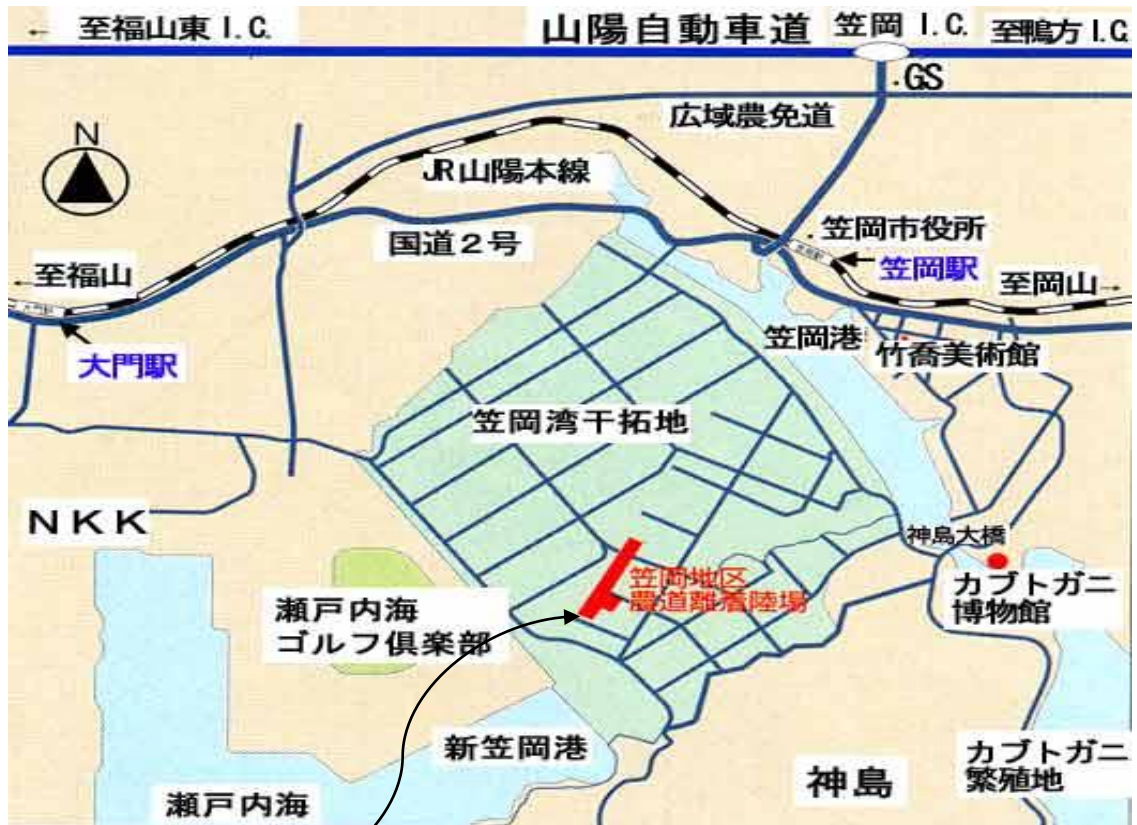 ← 至福山東 I.C.
山陽自動車道
笠岡 I.C.
至鴨方 I.C
GS
広域農免道
N
JR山陽本線
国道2号
笠岡市役所
笠岡駅
←至福山
至岡山→
大門駅
笠岡港
竹喬美術館
笠岡湾干拓地
NKK
神島大橋
カブトガニ
博物館
笠岡地区
農道離着陸場
瀬戸内海
ゴルフ倶楽部
新笠岡港
カブトガニ
繁殖地
神島
瀬戸内海